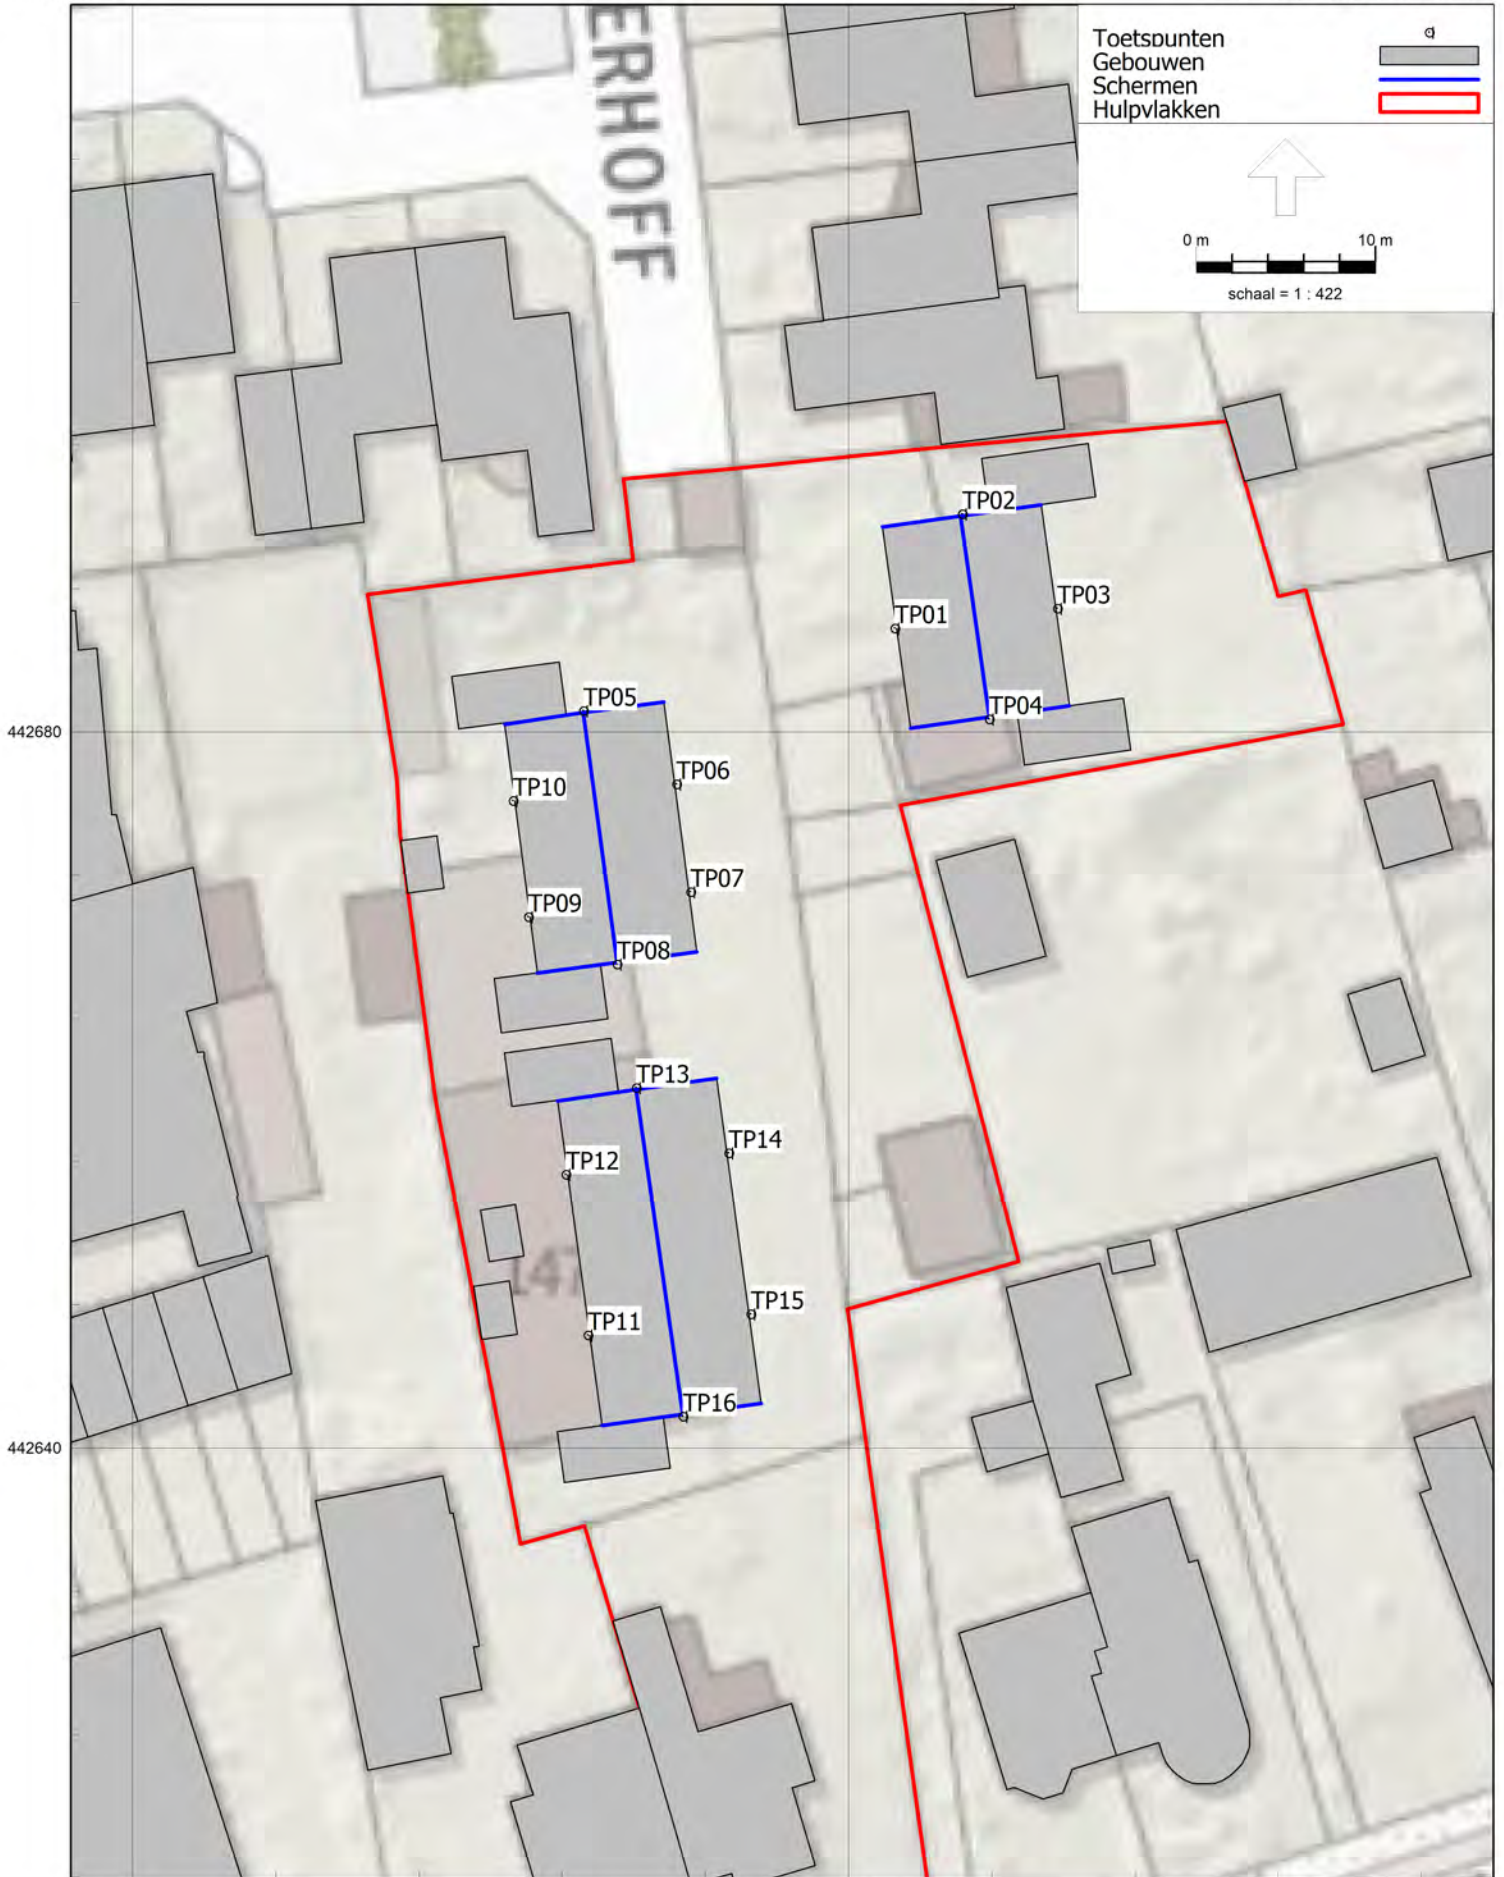 ERHOFF
Toetspunten
Gebouwen
Schermen
Hulpvlakken
0 m 10 m
schaal = 1 : 422
TP02
TP03
TP01
TP05
TP04
442680
TP06
TP10
TP07
TP09
TP08
TP13
TP14
TP12
147
TP15
TP11
TP16
442640